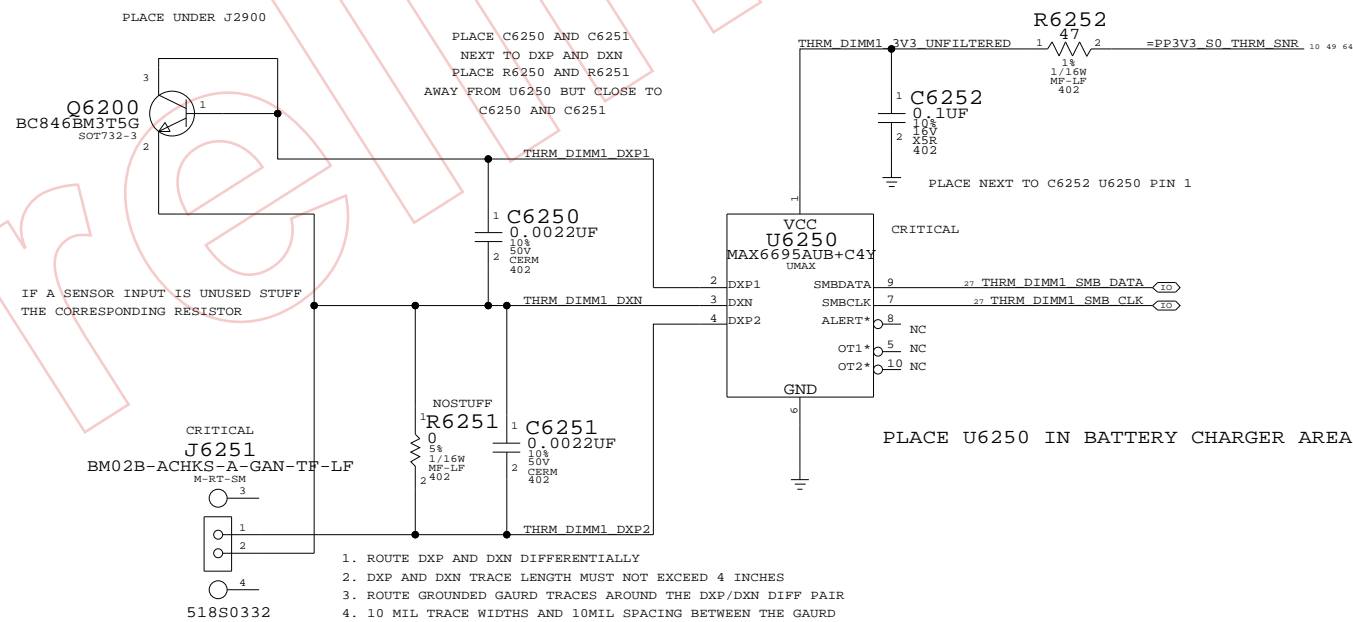 PLACE UNDER J2900
PLACE C6250 AND C6251
NEXT TO DXP AND DXN
PLACE R6250 AND R6251
AWAY FROM U6250 BUT CLOSE TO
C6250 AND C6251
R6252
47
1 2
1%
1/16W
MF-LF
402
THRM_DIMM1_3V3_UNFILTERED
=PP3V3_S0_THRM_SNR 10 49 64
3
1
2
Q6200
BC846BM3T5G
SOT732-3
1
C6252
0.1UF
10%
16V
X5R
402
2
PLACE NEXT TO C6252 U6250 PIN 1
THRM_DIMM1_DXP1
1
C6250
0.0022UF
10%
50V
CERM
402
2
1
VCC
U6250
MAX6695AUB+C4Y
UMAX
CRITICAL
2 DXP1
3 DXN
4 DXP2
SMBDATA 9
27 THRM_DIMM1_SMB_DATA IO
SMBCLK 7
27 THRM_DIMM1_SMB_CLK IO
ALERT* 8 NC
OT1* 5 NC
OT2* 10 NC
GND
6
IF A SENSOR INPUT IS UNUSED STUFF
THE CORRESPONDING RESISTOR
THRM_DIMM1_DXN
NOSTUFF
1
R6251
0
5%
1/16W
MF-LF
402
2
1
C6251
0.0022UF
10%
50V
CERM
402
2
PLACE U6250 IN BATTERY CHARGER AREA
CRITICAL
J6251
BM02B-ACHKS-A-GAN-TF-LF
M-RT-SM
3
1
2
4
518S0332
THRM_DIMM1_DXP2
1. ROUTE DXP AND DXN DIFFERENTIALLY
2. DXP AND DXN TRACE LENGTH MUST NOT EXCEED 4 INCHES
3. ROUTE GROUNDED GAURD TRACES AROUND THE DXP/DXN DIFF PAIR
4. 10 MIL TRACE WIDTHS AND 10MIL SPACING BETWEEN THE GAURD